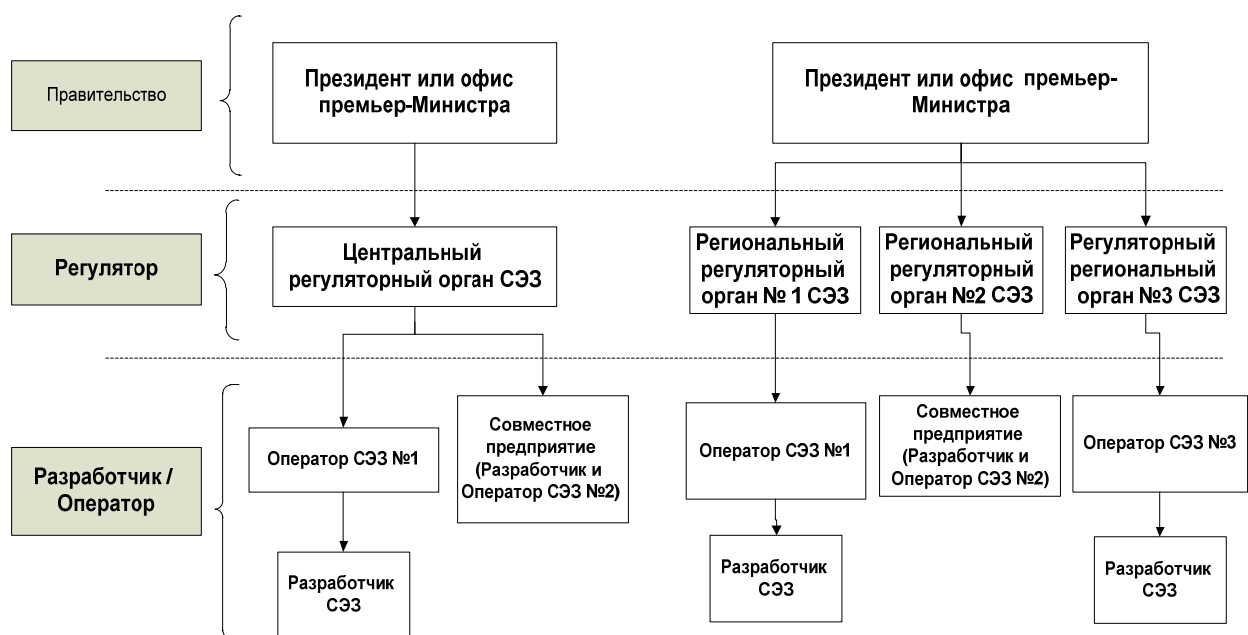 Правительство
Президент или офис
премьер-Министра
Президент или офис премьер-
Министра
Регулятор
Центральный
регуляторный орган СЭЗ
Региональный
регуляторный
орган № 1 СЭЗ
Региональный
регуляторный
орган №2 СЭЗ
Регуляторный
региональный
орган №3 СЭЗ
Разработчик /
Оператор
Оператор СЭЗ №1
Совместное
предприятие
(Разработчик и
Оператор СЭЗ №2)
Оператор СЭЗ №1
Совместное
предприятие
(Разработчик и
Оператор СЭЗ №2)
Оператор СЭЗ №3
Разработчик
СЭЗ
Разработчик
СЭЗ
Разработчик
СЭЗ